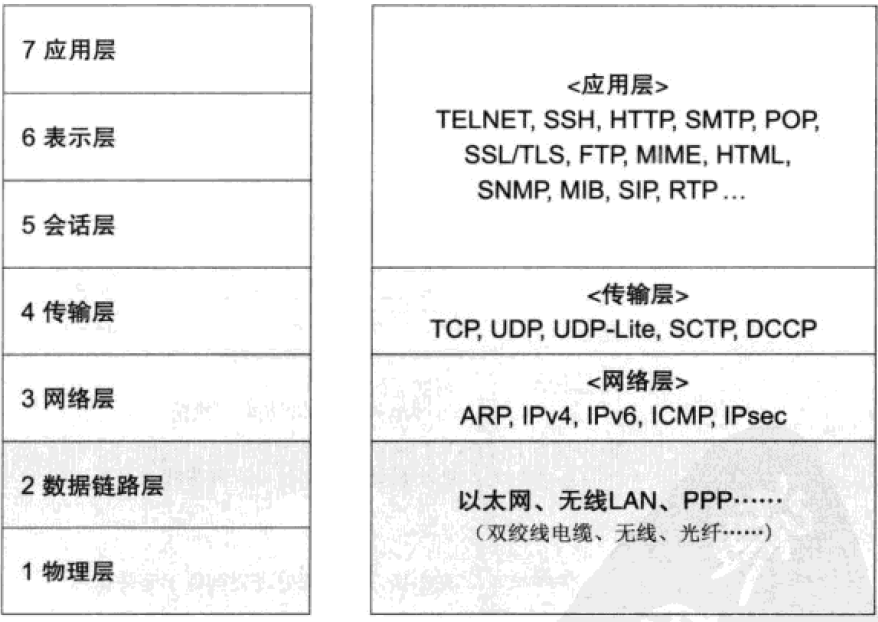 7 应用层
6 表示层
5 会话层
4 传输层
3 网络层
2 数据链路层
1 物理层
<应用层>
TELNET, SSH, HTTP, SMTP, POP,
SSL/TLS, FTP, MIME, HTML,
SNMP, MIB, SIP, RTP …
<传输层>
TCP, UDP, UDP-Lite, SCTP, DCCP
<网络层>
ARP, IPv4, IPv6, ICMP, IPsec
以太网、无线LAN、PPP……
（双绞线电缆、无线、光纤……）